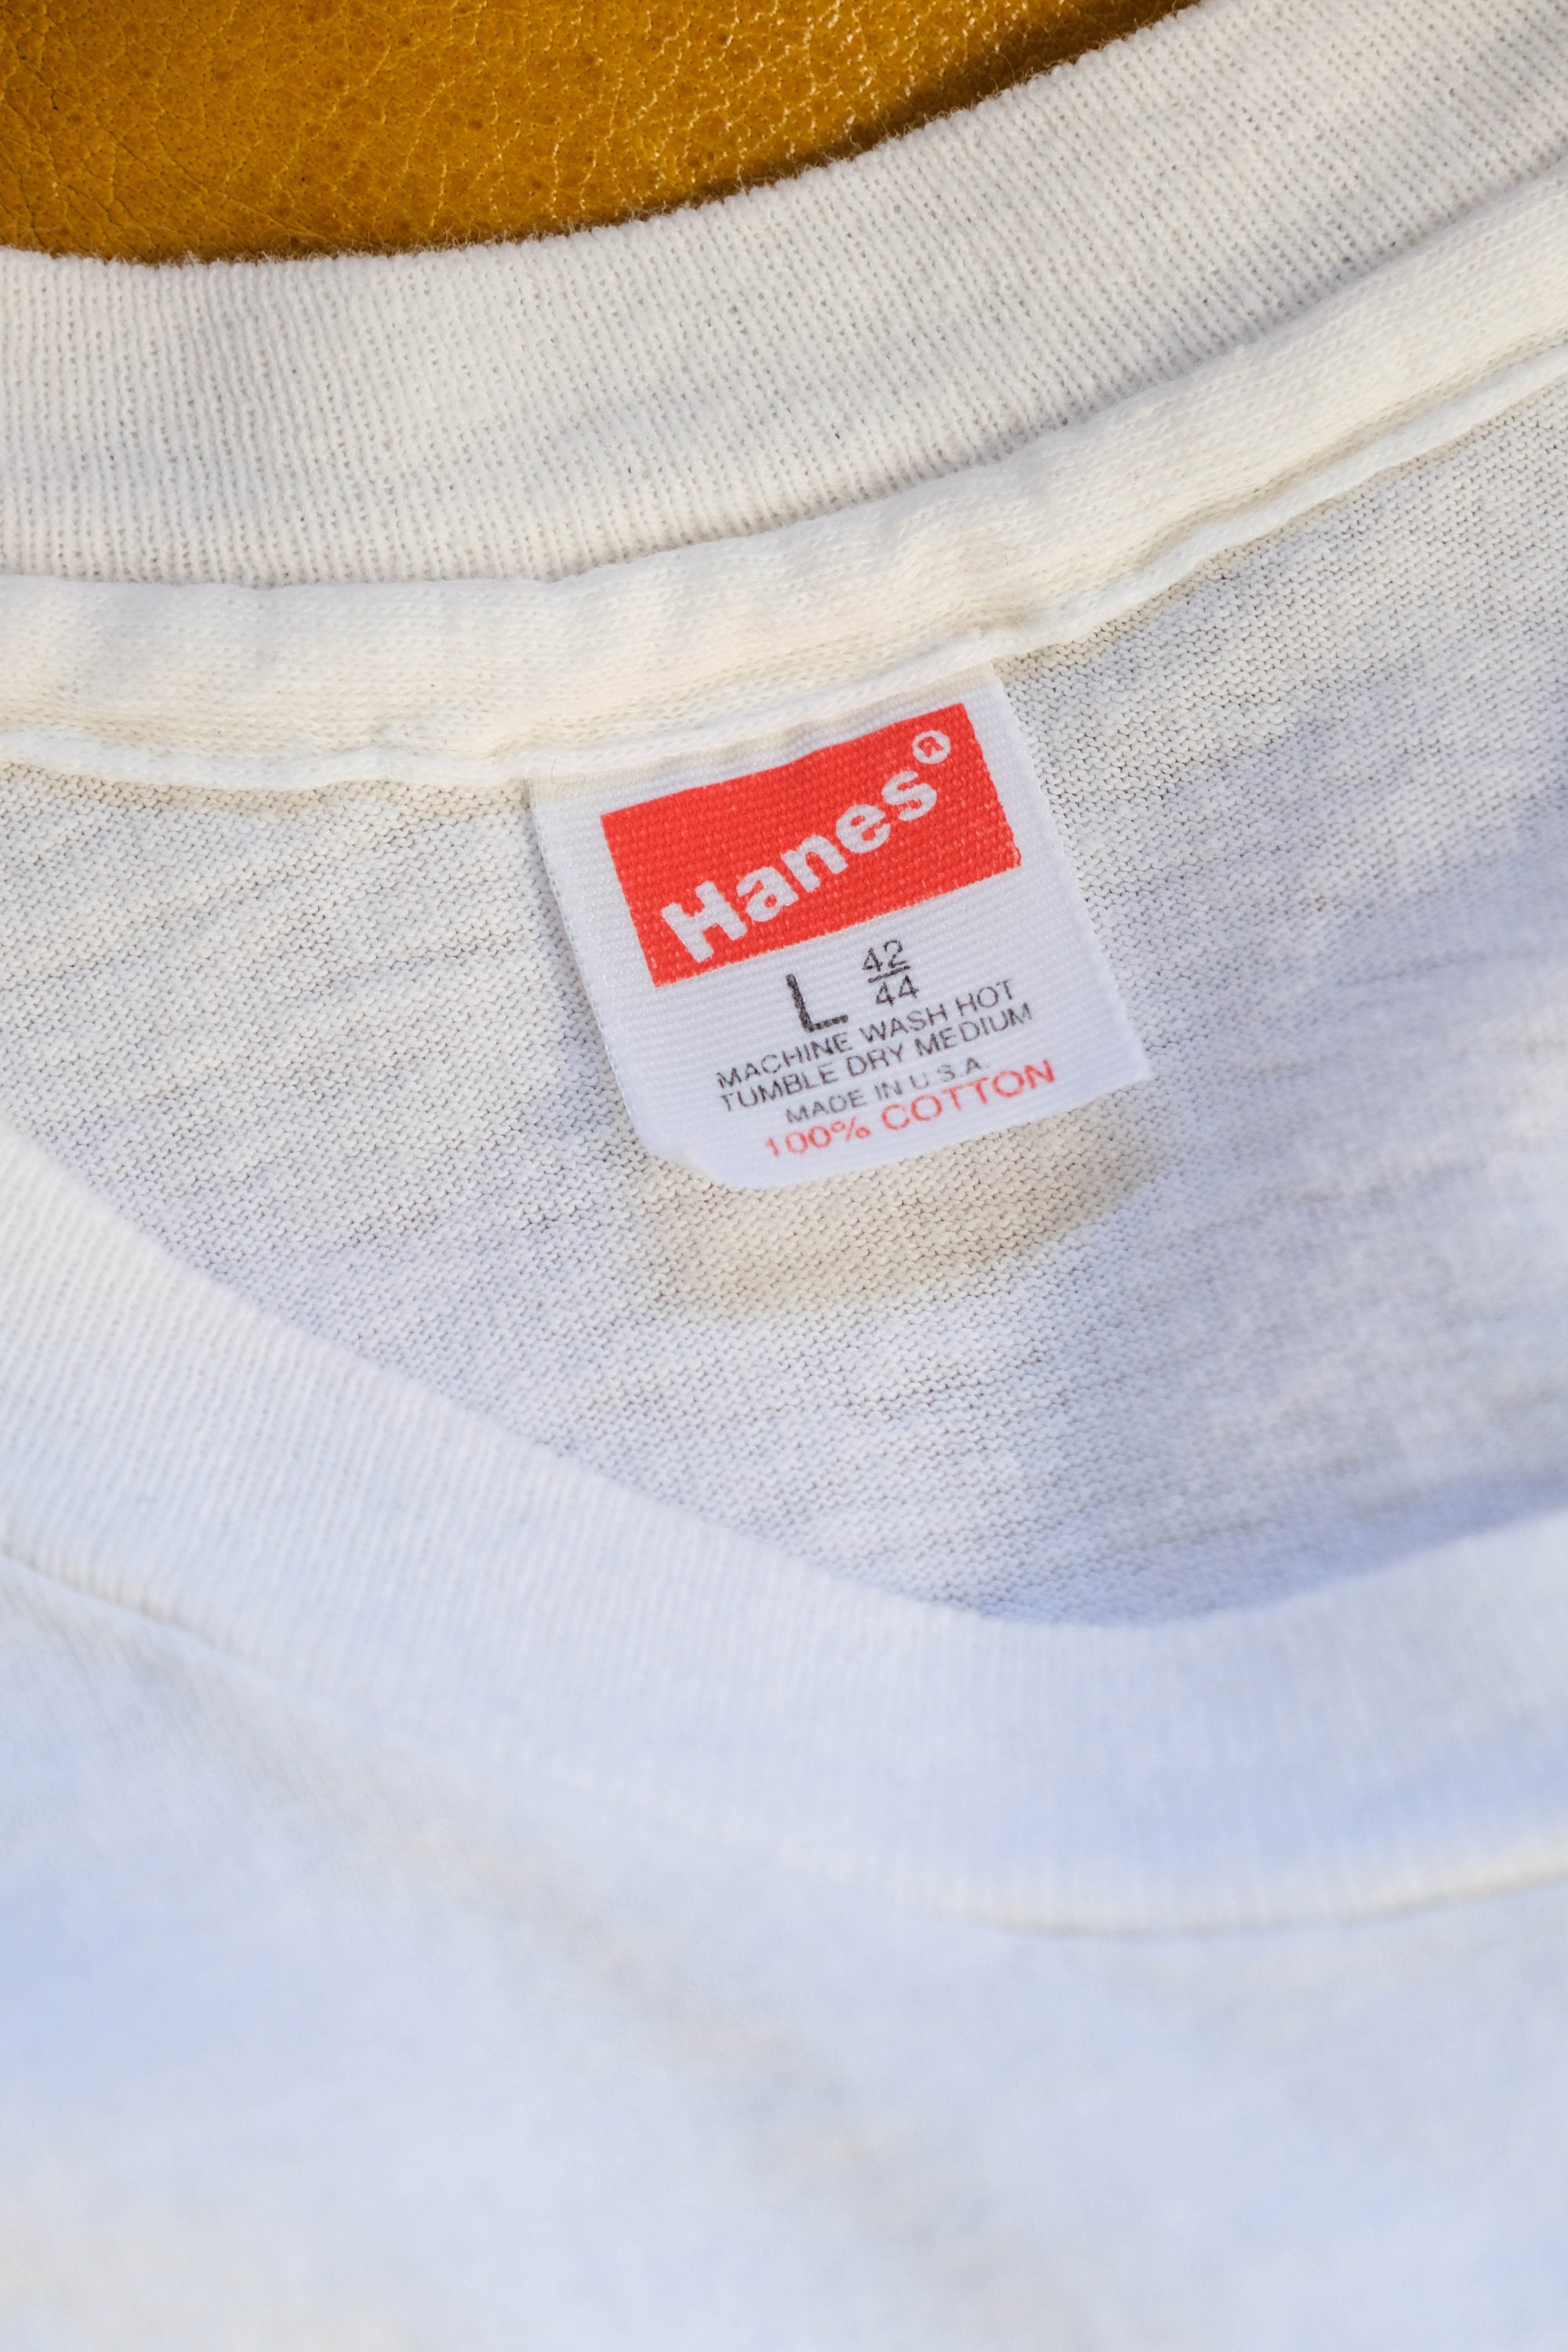 Hanes®
L 42/44
MACHINE WASH HOT
TUMBLE DRY MEDIUM
MADE IN U.S.A.
100% COTTON